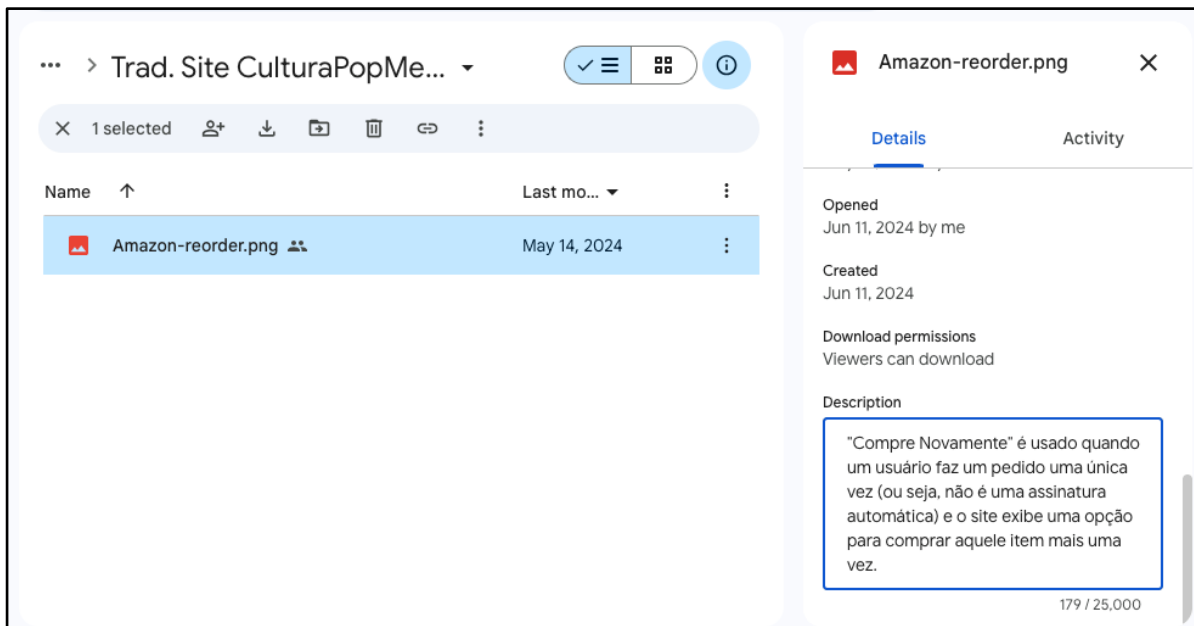 ... > Trad. Site CulturaPopMe...
1 selected
Name
Last mo...
Amazon-reorder.png
May 14, 2024
Amazon-reorder.png
Details
Activity
Opened
Jun 11, 2024 by me
Created
Jun 11, 2024
Download permissions
Viewers can download
Description
"Compre Novamente" é usado quando
um usuário faz um pedido uma única
vez (ou seja, não é uma assinatura
automática) e o site exibe uma opção
para comprar aquele item mais uma
vez.
179 / 25,000